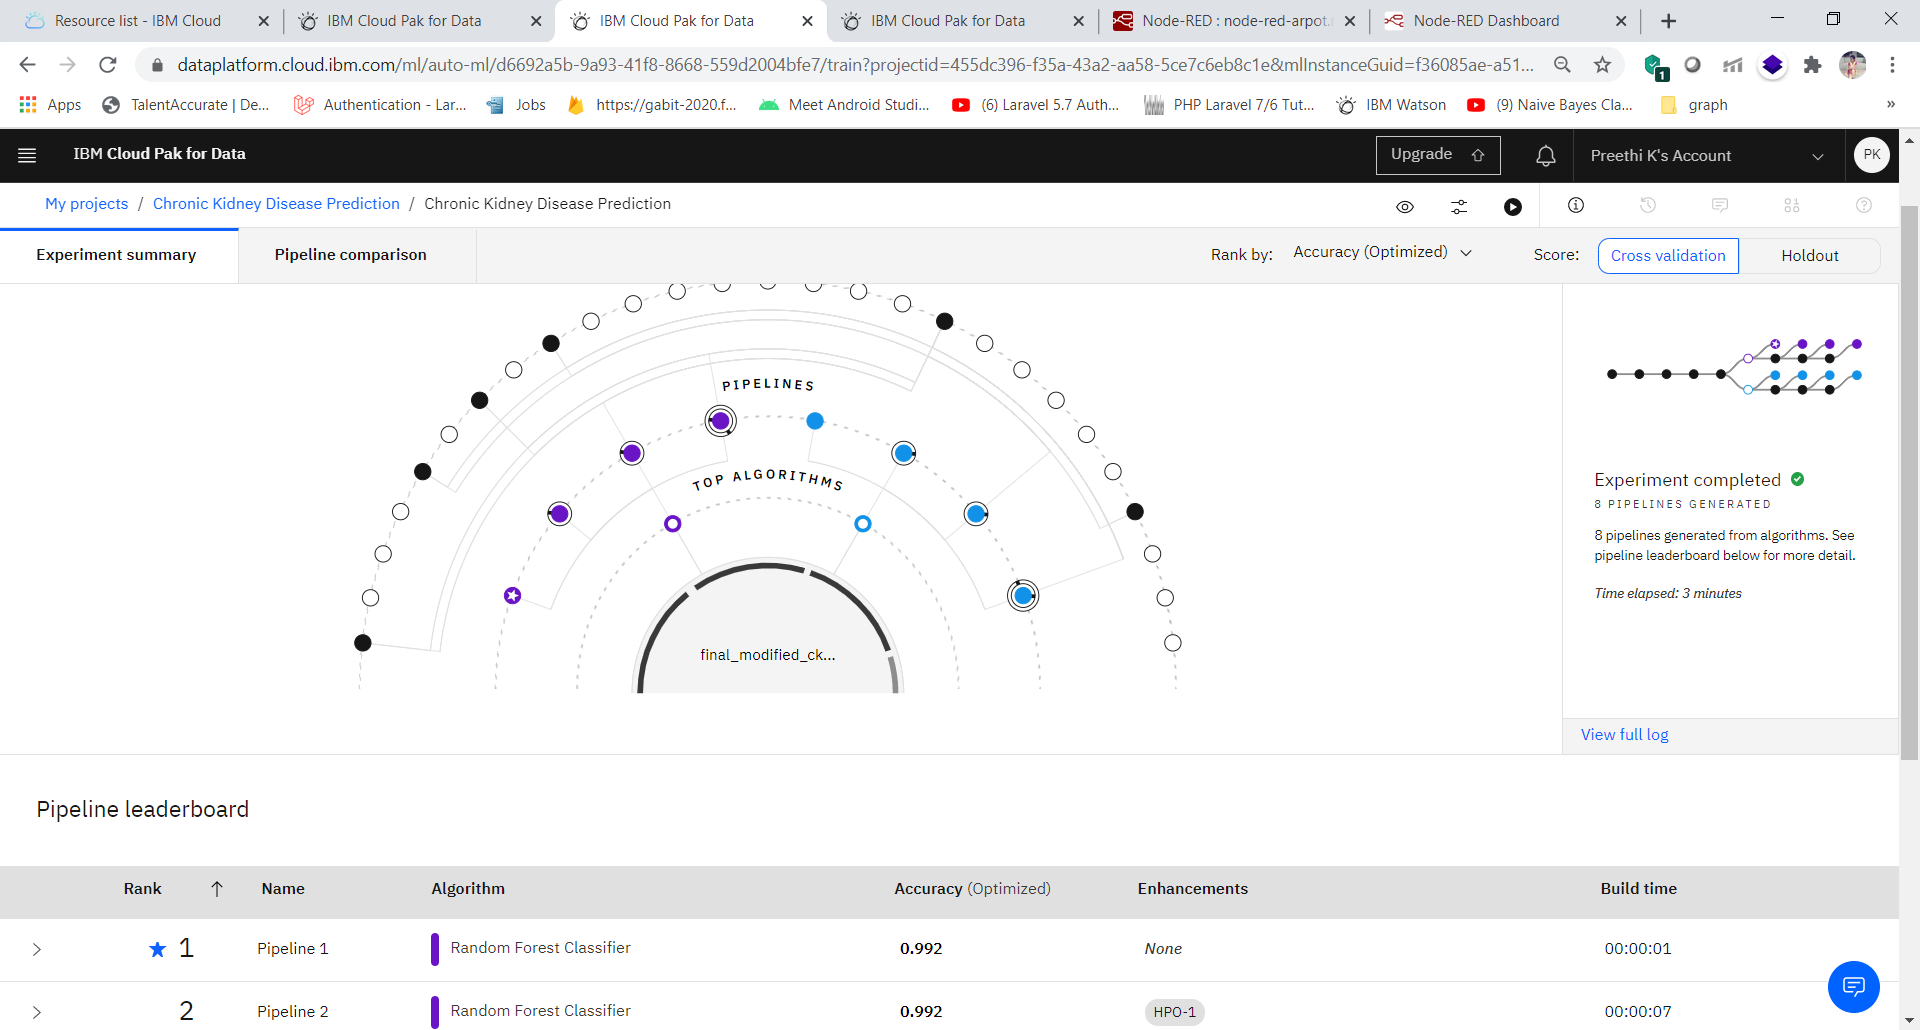 Resource list - IBM Cloud
IBM Cloud Pak for Data
IBM Cloud Pak for Data
IBM Cloud Pak for Data
Node-RED : node-red-arpot.
Node-RED Dashboard
dataplatform.cloud.ibm.com/ml/auto-ml/d6692a5b-9a93-41f8-8668-559d2004bfe7/train?projectid=455dc396-f35a-43a2-aa58-5ce7c6eb8c1e&mlInstanceGuid=f36085ae-a51...
1
Apps
TalentAccurate | De...
Authentication - Lar...
Jobs
https://gabit-2020.f...
Meet Android Studi...
(6) Laravel 5.7 Auth...
PHP Laravel 7/6 Tut...
IBM Watson
(9) Naive Bayes Cla...
graph
»
IBM Cloud Pak for Data
Upgrade
Preethi K's Account
PK
My projects / Chronic Kidney Disease Prediction / Chronic Kidney Disease Prediction
Experiment summary
Pipeline comparison
Rank by: Accuracy (Optimized)
Score: Cross validation Holdout
PIPELINES
TOP ALGORITHMS
final_modified_ck...
Experiment completed
8 PIPELINES GENERATED
8 pipelines generated from algorithms. See
pipeline leaderboard below for more detail.
Time elapsed: 3 minutes
View full log
Pipeline leaderboard
Rank Name Algorithm Accuracy (Optimized) Enhancements Build time
1 Pipeline 1 Random Forest Classifier 0.992 None 00:00:01
2 Pipeline 2 Random Forest Classifier 0.992 HPO-1 00:00:07